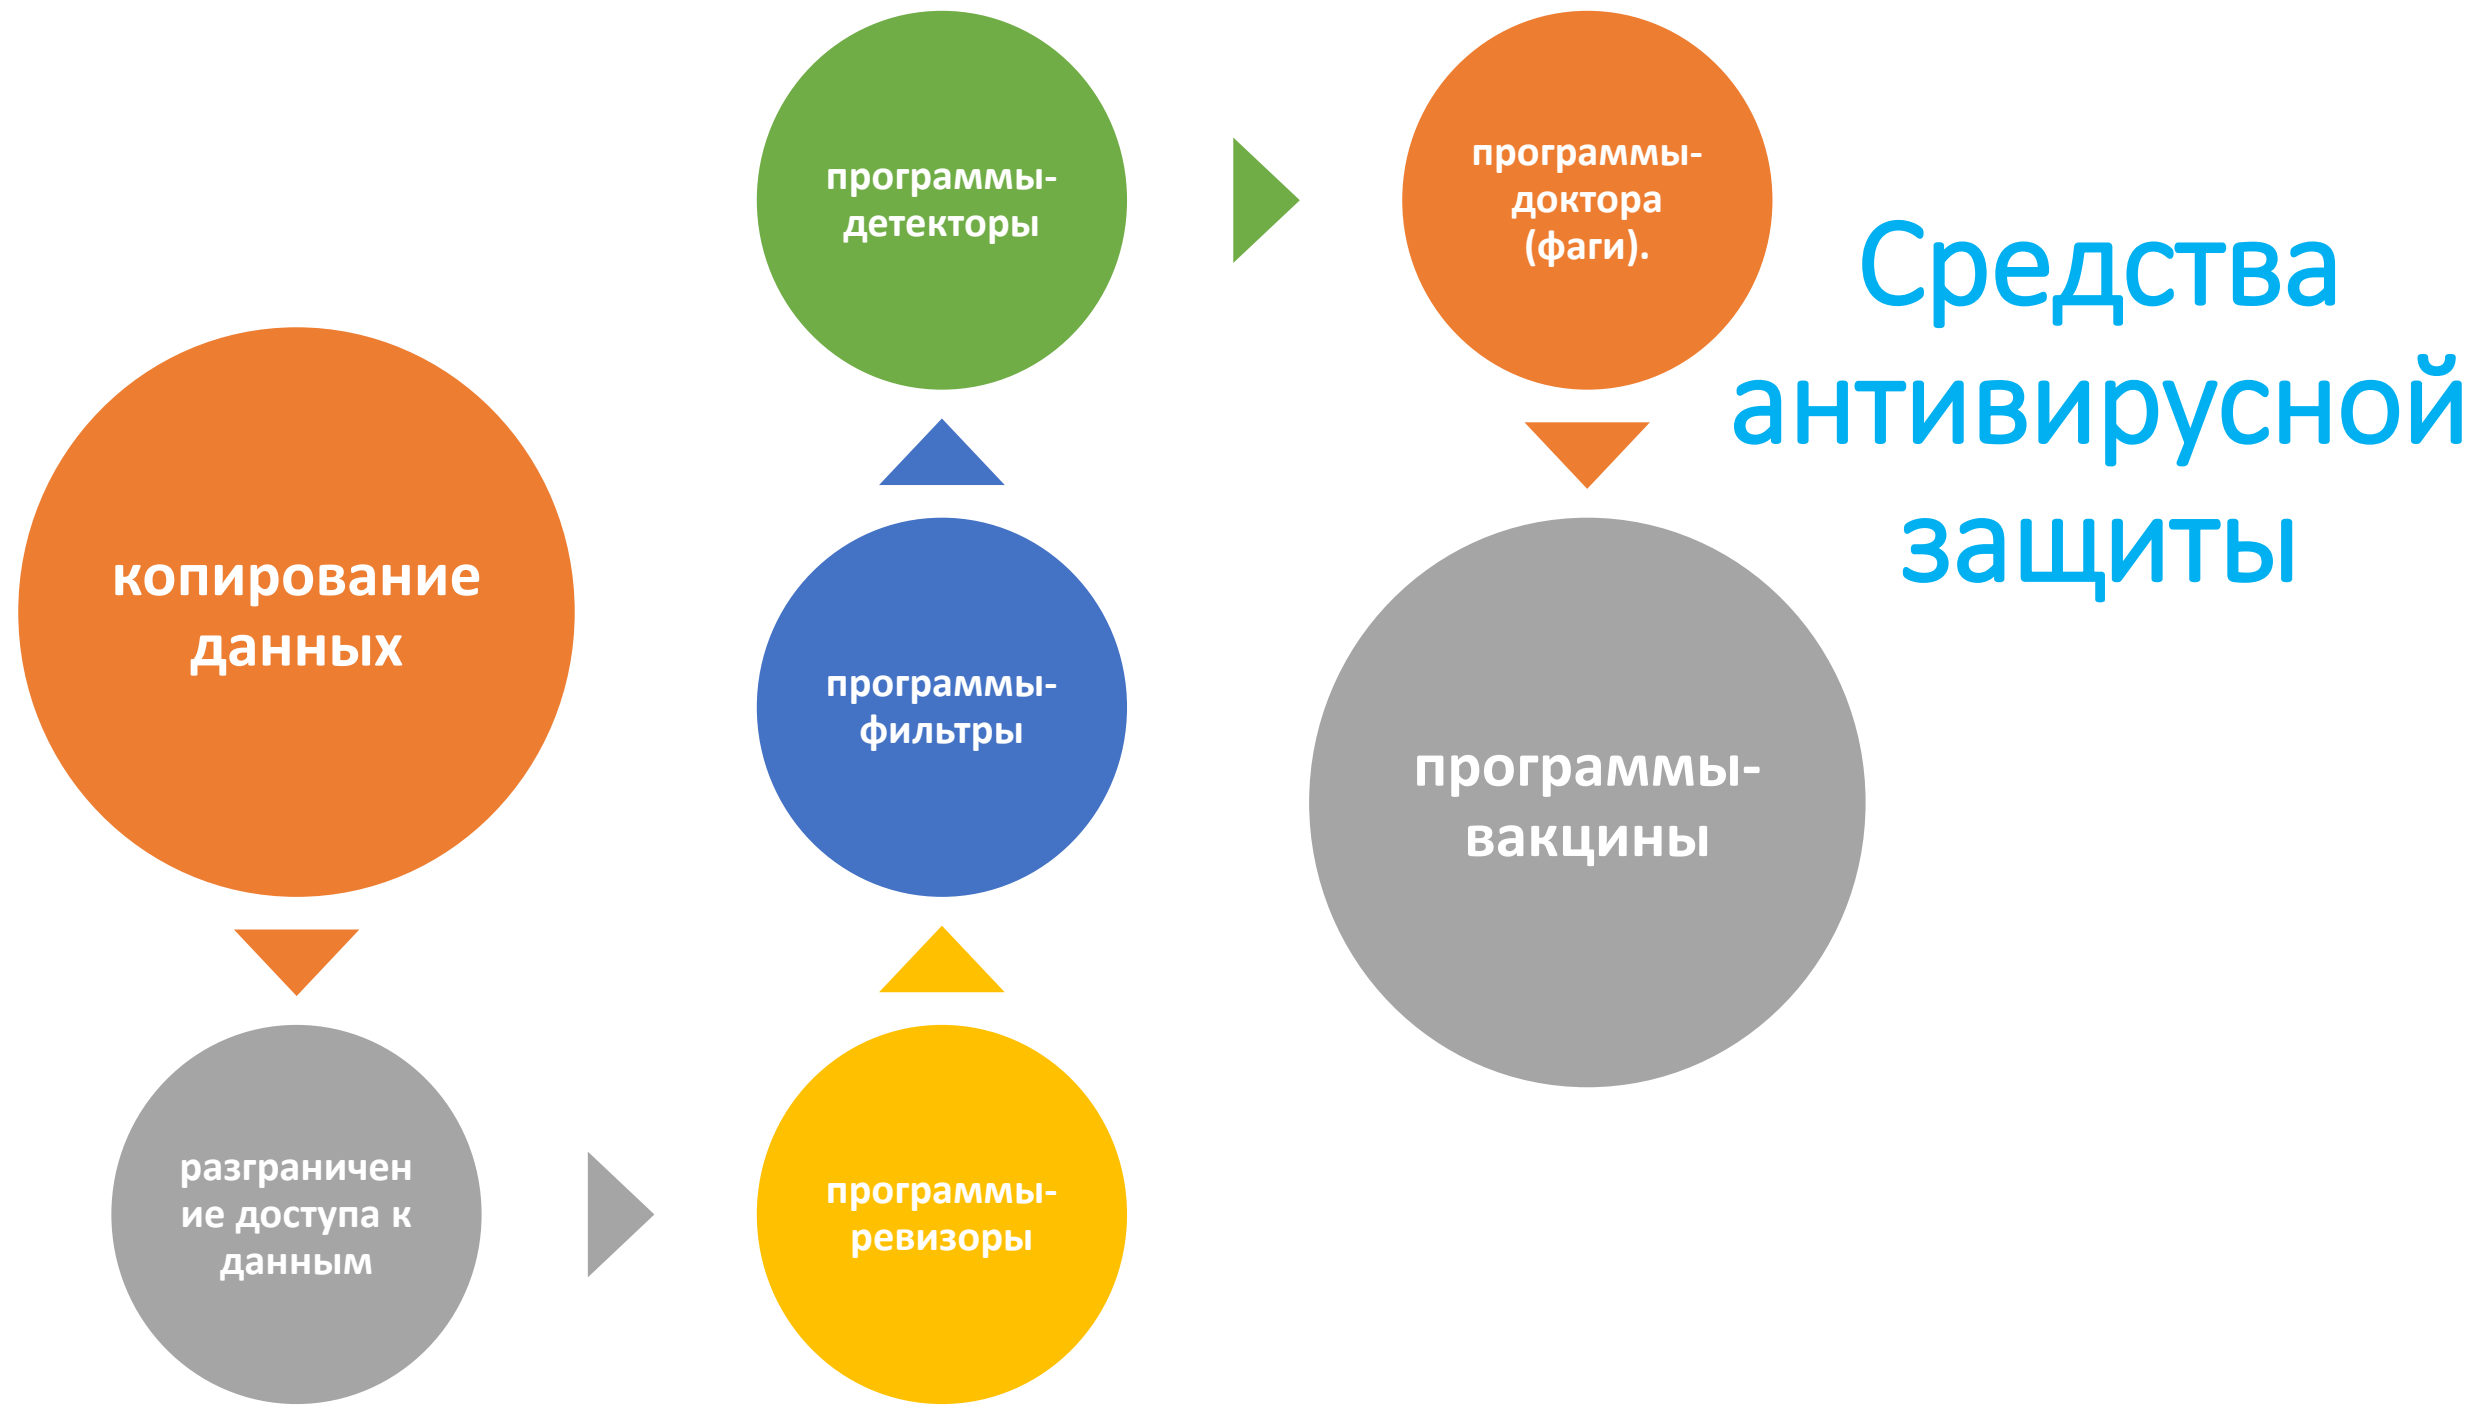 Средства
антивирусной
защиты
копирование
данных
разграничен
ие доступа к
данным
программы-
ревизоры
программы-
фильтры
программы-
детекторы
программы-
доктора
(фаги).
программы-
вакцины